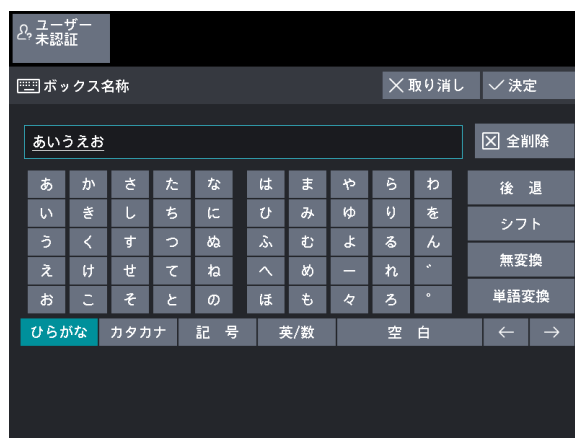 ユーザー
未認証
ボックス名称 取り消し 決定
あいうえお 全削除
あ か さ た な は ま や ら わ 後 退
い き し ち に ひ み ゆ り を シフト
う く す つ ぬ ふ む よ る ん 無変換
え け せ て ね へ め ー れ ゛
お こ そ と の ほ も 々 ろ ゜ 単語変換
ひらがな カタカナ 記 号 英/数 空 白 ← →